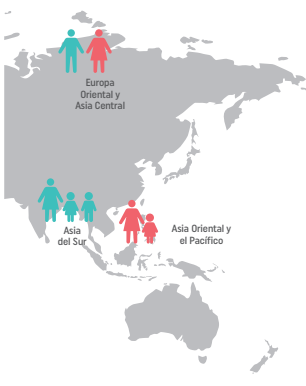 Europa
Oriental y
Asia Central
Asia
del Sur
Asia Oriental y
el Pacífico